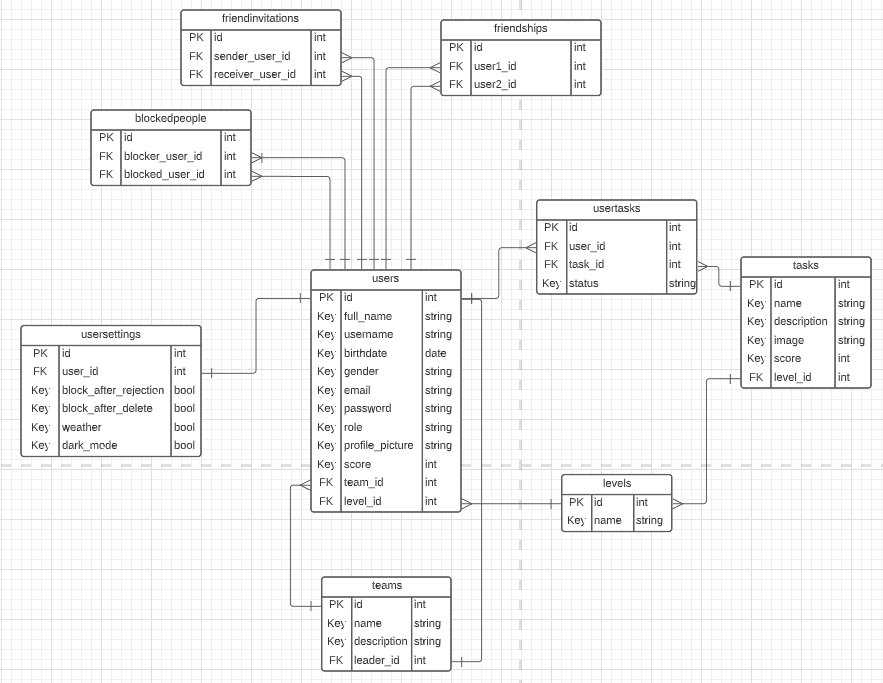 friendinvitations
PK id int
FK sender_user_id int
FK receiver_user_id int
friendships
PK id int
FK user1_id int
FK user2_id int
blockedpeople
PK id int
FK blocker_user_id int
FK blocked_user_id int
usertasks
PK id int
FK user_id int
FK task_id int
Key status string
tasks
PK id int
Key name string
Key description string
Key image string
Key score int
FK level_id int
users
PK id int
Key full_name string
Key username string
Key birthdate date
Key gender string
Key email string
Key password string
Key role string
Key profile_picture string
Key score int
FK team_id int
FK level_id int
usersettings
PK id int
FK user_id int
Key block_after_rejection bool
Key block_after_delete bool
Key weather bool
Key dark_mode bool
levels
PK id int
Key name string
teams
PK id int
Key name string
Key description string
FK leader_id int